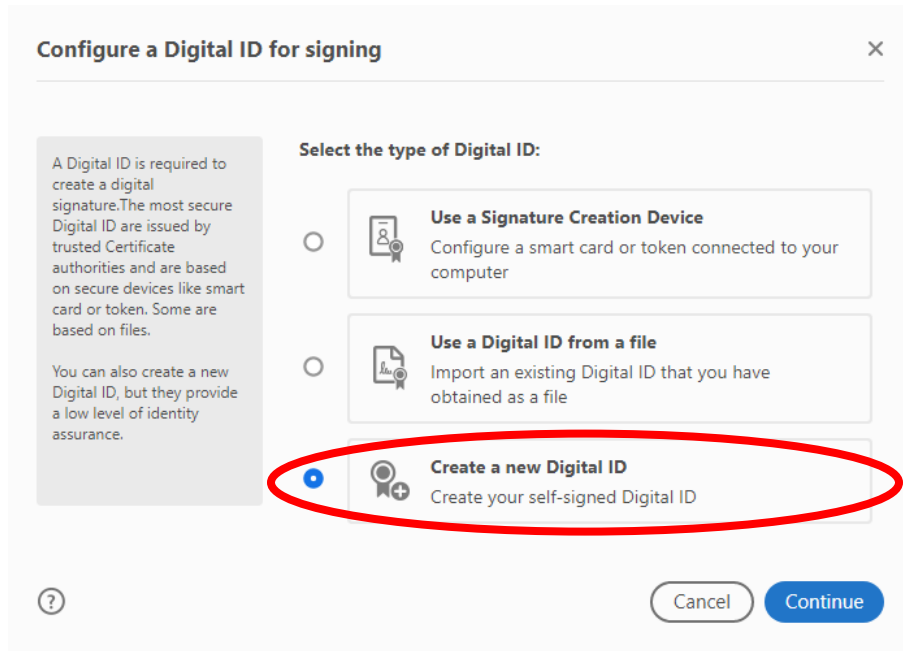 Configure a Digital ID for signing
A Digital ID is required to
create a digital
signature.The most secure
Digital ID are issued by
trusted Certificate
authorities and are based
on secure devices like smart
card or token. Some are
based on files.
You can also create a new
Digital ID, but they provide
a low level of identity
assurance.
Select the type of Digital ID:
Use a Signature Creation Device
Configure a smart card or token connected to your
computer
Use a Digital ID from a file
Import an existing Digital ID that you have
obtained as a file
Create a new Digital ID
Create your self-signed Digital ID
?
Cancel
Continue